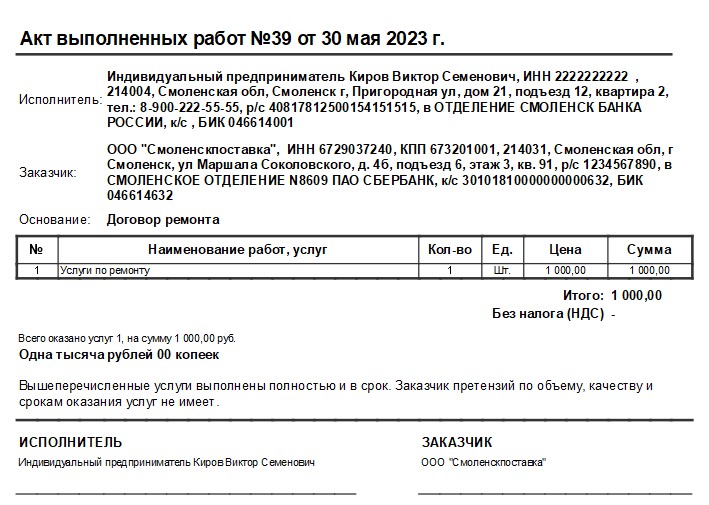 Акт выполненных работ №39 от 30 мая 2023 г.
Исполнитель: Индивидуальный предприниматель Киров Виктор Семенович, ИНН 2222222222 ,
214004, Смоленская обл, Смоленск г, Пригородная ул, дом 21, подъезд 12, квартира 2,
тел.: 8-900-222-55-55, р/с 40817812500154151515, в ОТДЕЛЕНИЕ СМОЛЕНСК БАНКА
РОССИИ, к/с , БИК 046614001
Заказчик: ООО "Смоленскпоставка", ИНН 6729037240, КПП 673201001, 214031, Смоленская обл, г
Смоленск, ул Маршала Соколовского, д. 4б, подъезд 6, этаж 3, кв. 91, р/с 1234567890, в
СМОЛЕНСКОЕ ОТДЕЛЕНИЕ N8609 ПАО СБЕРБАНК, к/с 30101810000000000632, БИК
046614632
Основание: Договор ремонта
№ Наименование работ, услуг Кол-во Ед. Цена Сумма
1 Услуги по ремонту 1 Шт. 1 000,00 1 000,00
Итого: 1 000,00
Без налога (НДС) -
Всего оказано услуг 1, на сумму 1 000,00 руб.
Одна тысяча рублей 00 копеек
Вышеперечисленные услуги выполнены полностью и в срок. Заказчик претензий по объему, качеству и
срокам оказания услуг не имеет.
ИСПОЛНИТЕЛЬ ЗАКАЗЧИК
Индивидуальный предприниматель Киров Виктор Семенович ООО "Смоленскпоставка"